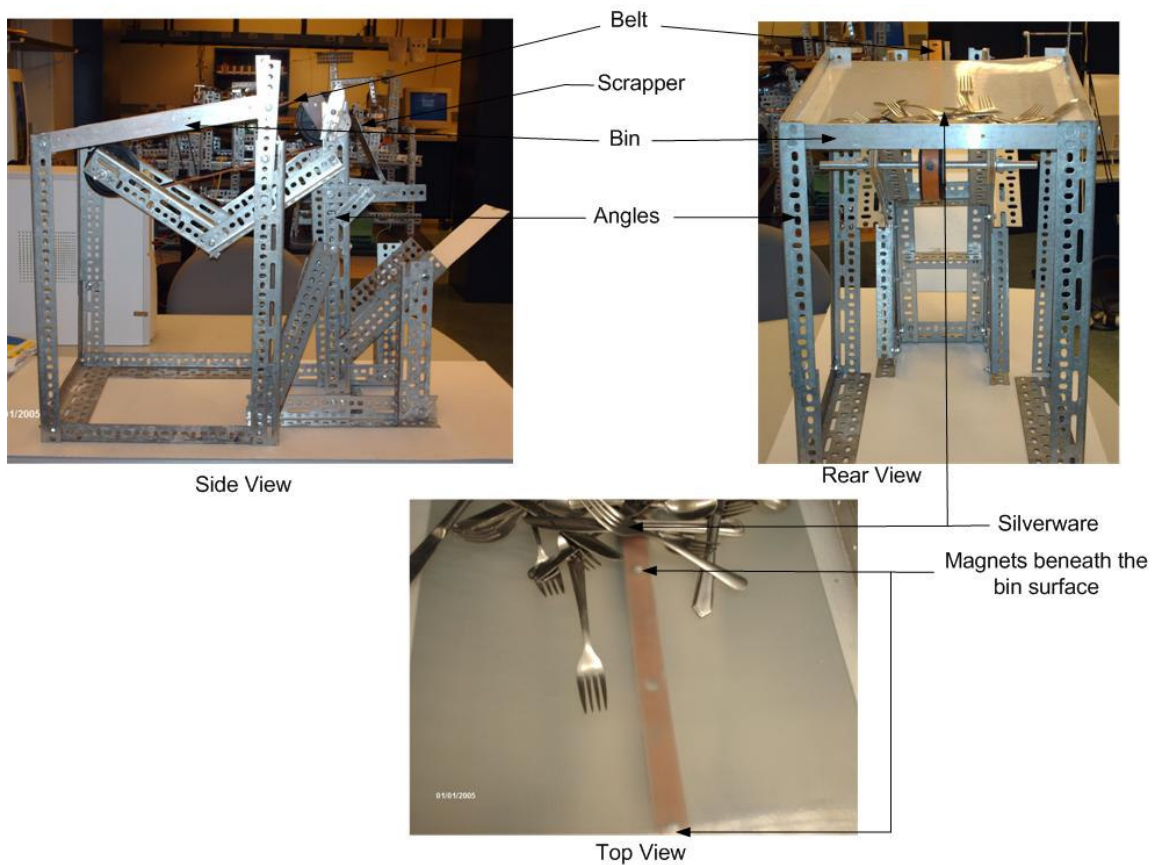 Belt
Scrapper
Bin
Angles
01/2005
Side View
Rear View
Silverware
Magnets beneath the
bin surface
01/01/2005
Top View